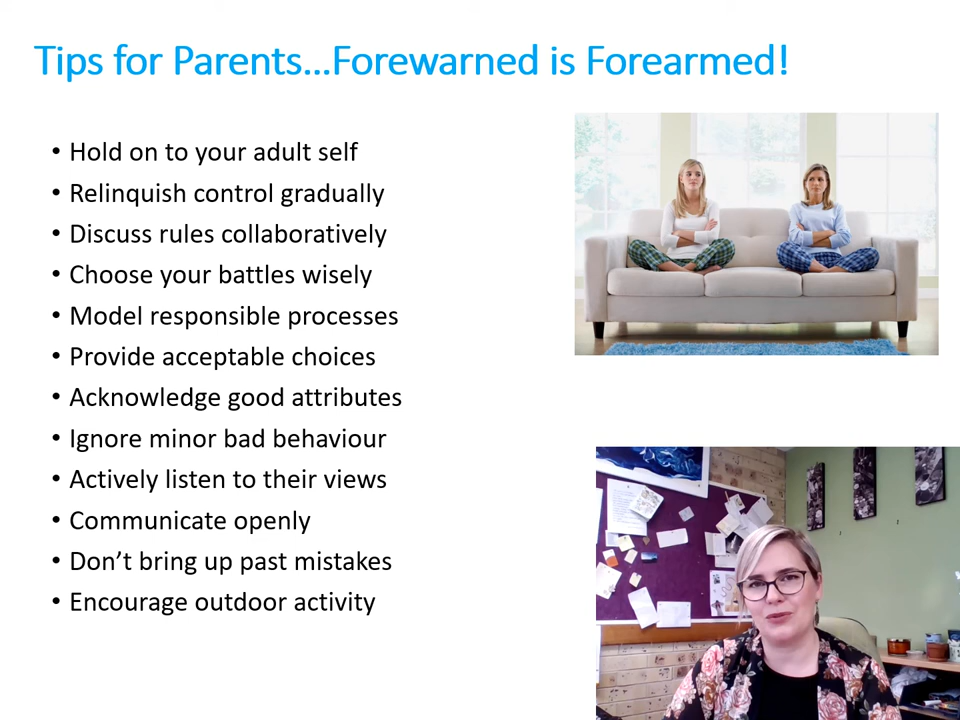 Tips for Parents...Forewarned is Forearmed!
• Hold on to your adult self
• Relinquish control gradually
• Discuss rules collaboratively
• Choose your battles wisely
• Model responsible processes
• Provide acceptable choices
• Acknowledge good attributes
• Ignore minor bad behaviour
• Actively listen to their views
• Communicate openly
• Don’t bring up past mistakes
• Encourage outdoor activity